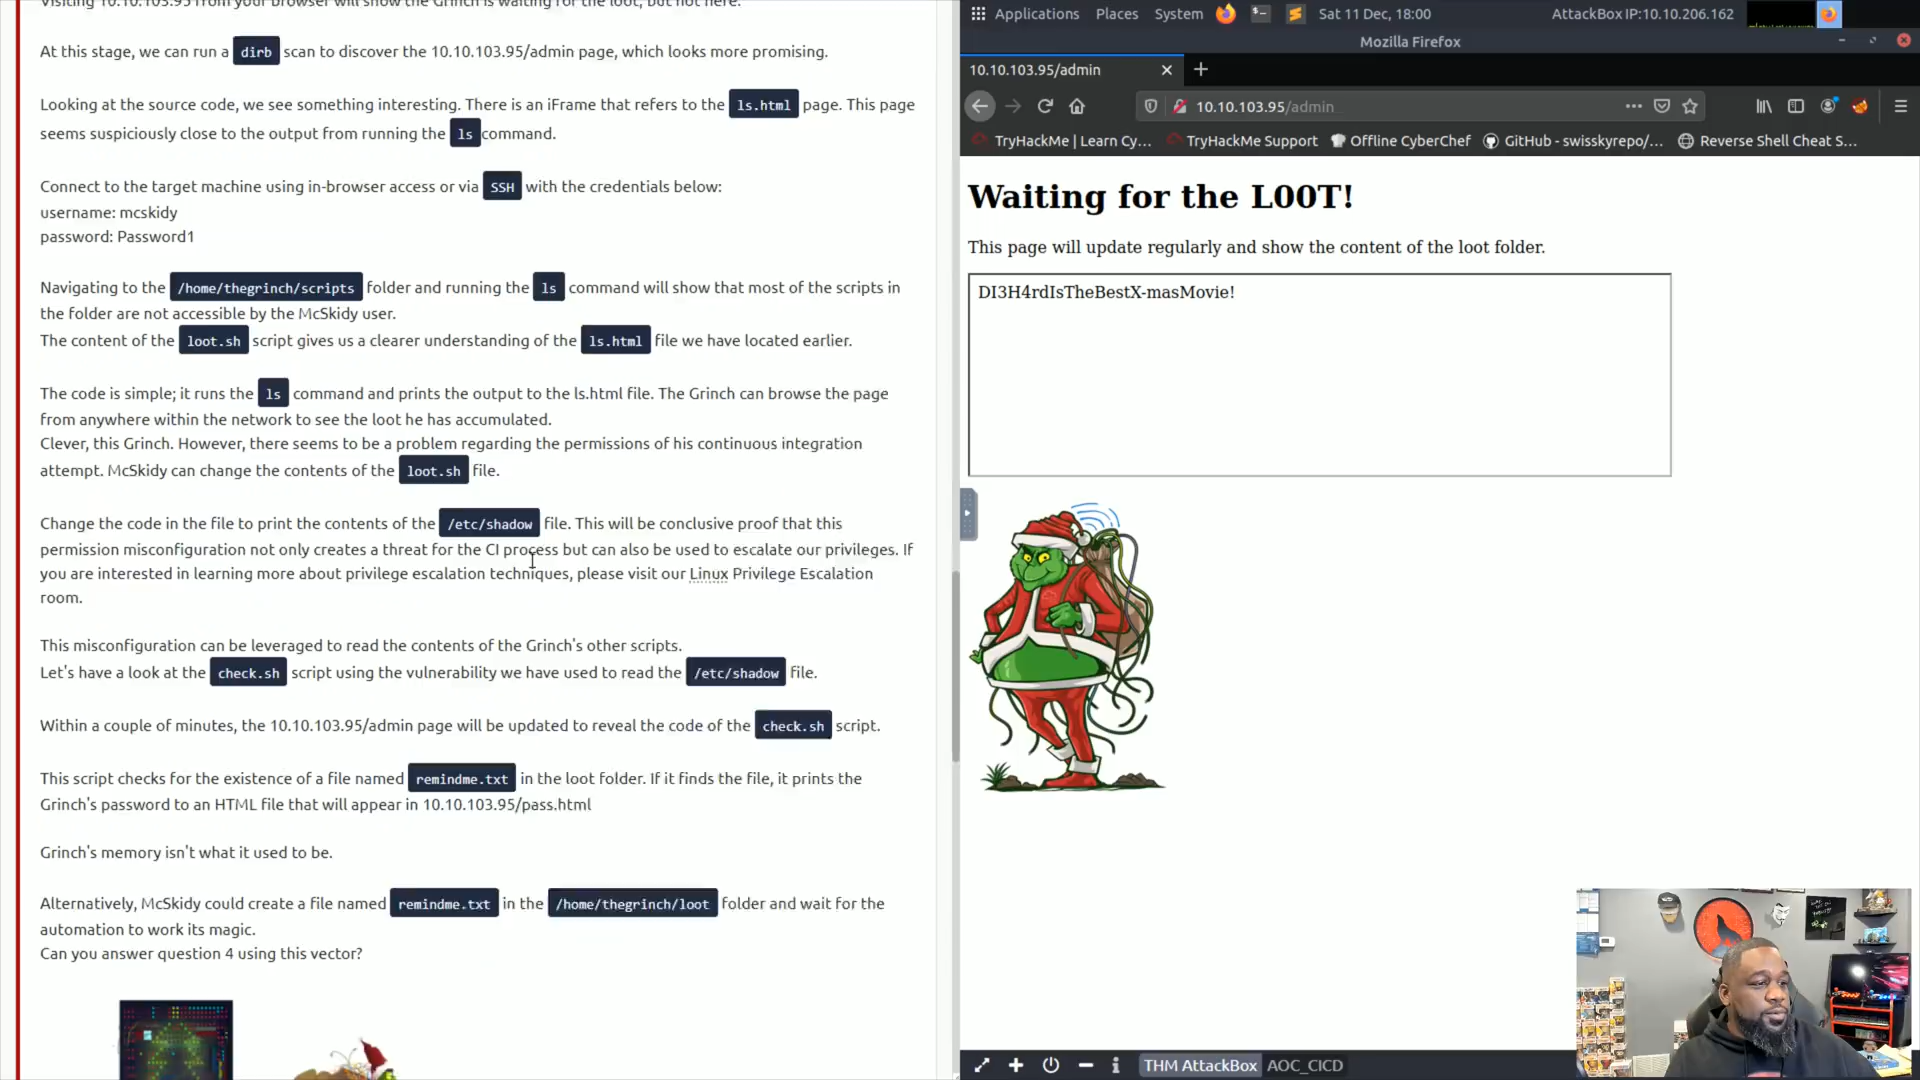 Visiting 10.10.103.95 from your browser will show the Grinch is waiting for the loot, but not here.
At this stage, we can run a dirb scan to discover the 10.10.103.95/admin page, which looks more promising.
Looking at the source code, we see something interesting. There is an iFrame that refers to the ls.html page. This page
seems suspiciously close to the output from running the ls command.
Connect to the target machine using in-browser access or via SSH with the credentials below:
username: mcskidy
password: Password1
Navigating to the /home/thegrinch/scripts folder and running the ls command will show that most of the scripts in
the folder are not accessible by the McSkidy user.
The content of the loot.sh script gives us a clearer understanding of the ls.html file we have located earlier.
The code is simple; it runs the ls command and prints the output to the ls.html file. The Grinch can browse the page
from anywhere within the network to see the loot he has accumulated.
Clever, this Grinch. However, there seems to be a problem regarding the permissions of his continuous integration
attempt. McSkidy can change the contents of the loot.sh file.
Change the code in the file to print the contents of the /etc/shadow file. This will be conclusive proof that this
permission misconfiguration not only creates a threat for the CI process but can also be used to escalate our privileges. If
you are interested in learning more about privilege escalation techniques, please visit our Linux Privilege Escalation
room.
This misconfiguration can be leveraged to read the contents of the Grinch's other scripts.
Let's have a look at the check.sh script using the vulnerability we have used to read the /etc/shadow file.
Within a couple of minutes, the 10.10.103.95/admin page will be updated to reveal the code of the check.sh script.
This script checks for the existence of a file named remindme.txt in the loot folder. If it finds the file, it prints the
Grinch's password to an HTML file that will appear in 10.10.103.95/pass.html
Grinch's memory isn't what it used to be.
Alternatively, McSkidy could create a file named remindme.txt in the /home/thegrinch/loot folder and wait for the
automation to work its magic.
Can you answer question 4 using this vector?
Applications Places System Sat 11 Dec, 18:00 AttackBox IP:10.10.206.162
Mozilla Firefox
10.10.103.95/admin
10.10.103.95/admin
TryHackMe | Learn Cy... TryHackMe Support Offline CyberChef GitHub - swisskyrepo/... Reverse Shell Cheat S...
Waiting for the L00T!
This page will update regularly and show the content of the loot folder.
DI3H4rdIsTheBestX-masMovie!
THM AttackBox AOC_CICD